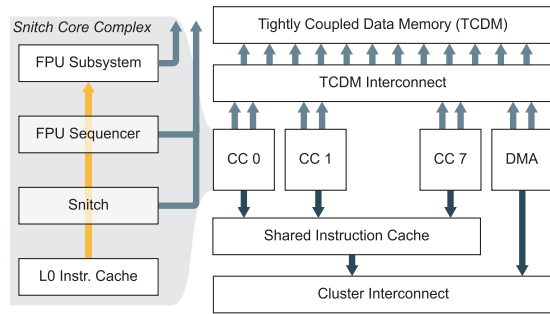 Snitch Core Complex
FPU Subsystem
FPU Sequencer
Snitch
L0 Instr. Cache
Tightly Coupled Data Memory (TCDM)
TCDM Interconnect
CC 0
CC 1
CC 7
DMA
Shared Instruction Cache
Cluster Interconnect